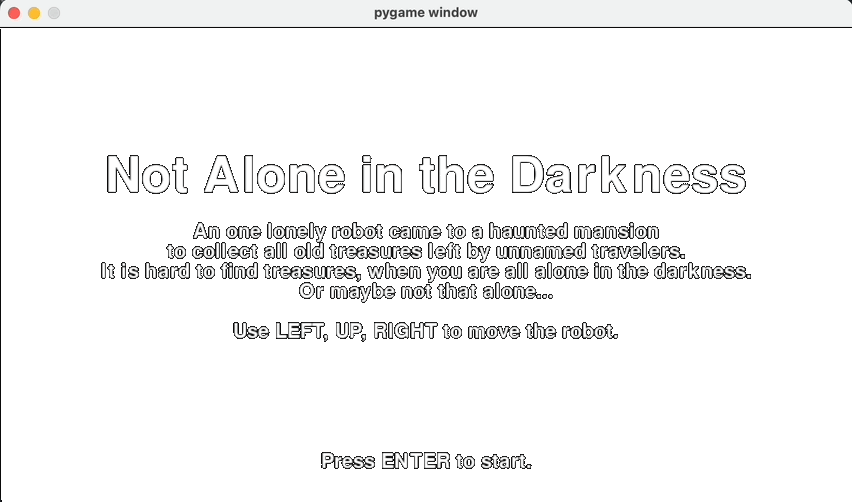 pygame window
Not Alone in the Darkness
An one lonely robot came to a haunted mansion
to collect all old treasures left by unnamed travelers.
It is hard to find treasures, when you are all alone in the darkness.
Or maybe not that alone...
Use LEFT, UP, RIGHT to move the robot.
Press ENTER to start.